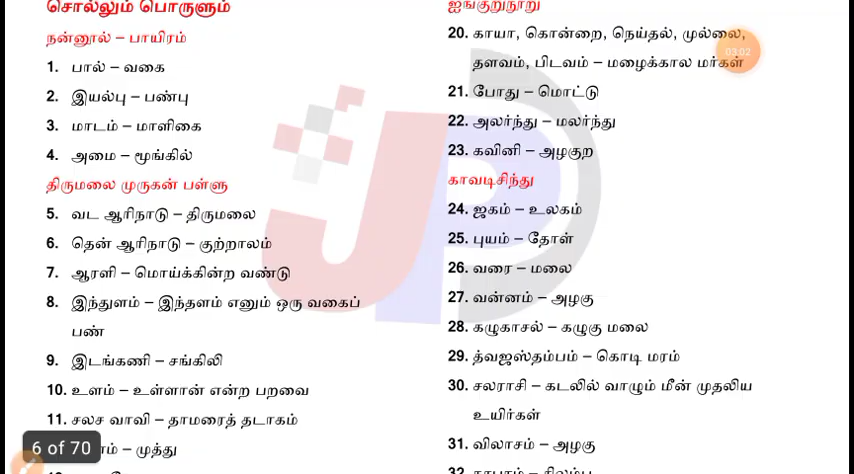 சொல்லும் பொருளும்
நன்னூல் – பாயிரம்
1. பால் – வகை
2. இயல்பு – பண்பு
3. மாடம் – மாளிகை
4. அமை – மூங்கில்
திருமலை முருகன் பள்ளு
5. வட ஆரிநாடு – திருமலை
6. தென் ஆரிநாடு – குற்றாலம்
7. ஆரளி – மொய்க்கின்ற வண்டு
8. இந்துளம் – இந்தளம் எனும் ஒரு வகைப்
பண்
9. இடங்கணி – சங்கிலி
10. உளம் – உள்ளான் என்ற பறவை
11. சலச வாவி – தாமரைத் தடாகம்
– முத்து
6 of 70
ஐங்குறுநூறு
20. காயா, கொன்றை, நெய்தல், முல்லை,
தளவம், பிடவம் – மழைக்கால மர்கள்
03:02
21. போது – மொட்டு
22. அலர்ந்து – மலர்ந்து
23. கவினி – அழகுற
காவடிசிந்து
24. ஜகம் – உலகம்
25. புயம் – தோள்
26. வரை – மலை
27. வன்னம் – அழகு
28. கழுகாசல் – கழுகு மலை
29. த்வஜஸ்தம்பம் – கொடி மரம்
30. சலராசி – கடலில் வாழும் மீன் முதலிய
உயிர்கள்
31. விலாசம் – அழகு
32.
JP